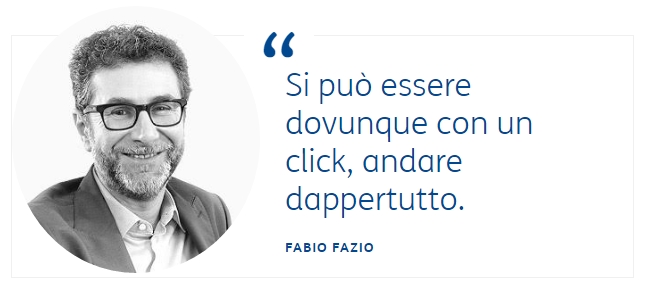 “
Si può essere
dovunque con un
click, andare
dappertutto.
FABIO FAZIO